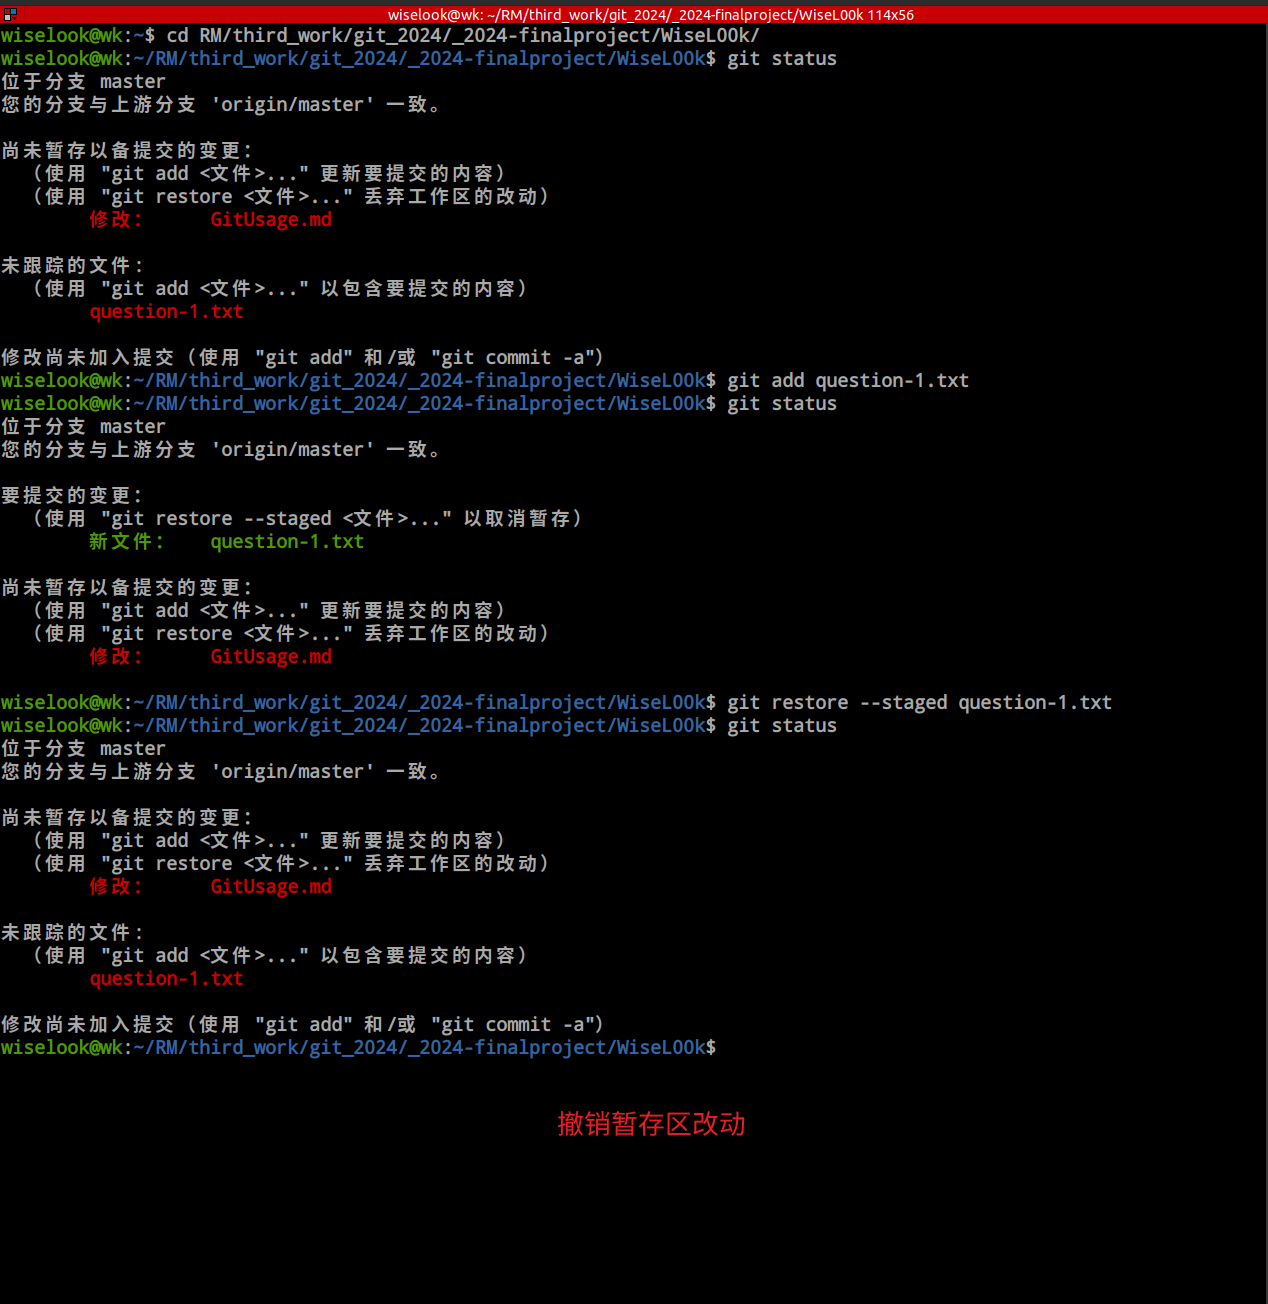 wiselook@wk: ~/RM/third_work/git_2024/_2024-finalproject/WiseL00k 114x56
wiselook@wk:~$ cd RM/third_work/git_2024/_2024-finalproject/WiseL00k/
wiselook@wk:~/RM/third_work/git_2024/_2024-finalproject/WiseL00k$ git status
位于分支 master
您的分支与上游分支 'origin/master' 一致。
尚未暂存以备提交的变更：
（使用 "git add <文件>..." 更新要提交的内容）
（使用 "git restore <文件>..." 丢弃工作区的改动）
修改：     GitUsage.md
未跟踪的文件:
（使用 "git add <文件>..." 以包含要提交的内容）
question-1.txt
修改尚未加入提交（使用 "git add" 和/或 "git commit -a"）
wiselook@wk:~/RM/third_work/git_2024/_2024-finalproject/WiseL00k$ git add question-1.txt
wiselook@wk:~/RM/third_work/git_2024/_2024-finalproject/WiseL00k$ git status
位于分支 master
您的分支与上游分支 'origin/master' 一致。
要提交的变更：
（使用 "git restore --staged <文件>..." 以取消暂存）
新文件：   question-1.txt
尚未暂存以备提交的变更：
（使用 "git add <文件>..." 更新要提交的内容）
（使用 "git restore <文件>..." 丢弃工作区的改动）
修改：     GitUsage.md
wiselook@wk:~/RM/third_work/git_2024/_2024-finalproject/WiseL00k$ git restore --staged question-1.txt
wiselook@wk:~/RM/third_work/git_2024/_2024-finalproject/WiseL00k$ git status
位于分支 master
您的分支与上游分支 'origin/master' 一致。
尚未暂存以备提交的变更：
（使用 "git add <文件>..." 更新要提交的内容）
（使用 "git restore <文件>..." 丢弃工作区的改动）
修改：     GitUsage.md
未跟踪的文件:
（使用 "git add <文件>..." 以包含要提交的内容）
question-1.txt
修改尚未加入提交（使用 "git add" 和/或 "git commit -a"）
wiselook@wk:~/RM/third_work/git_2024/_2024-finalproject/WiseL00k$
撤销暂存区改动